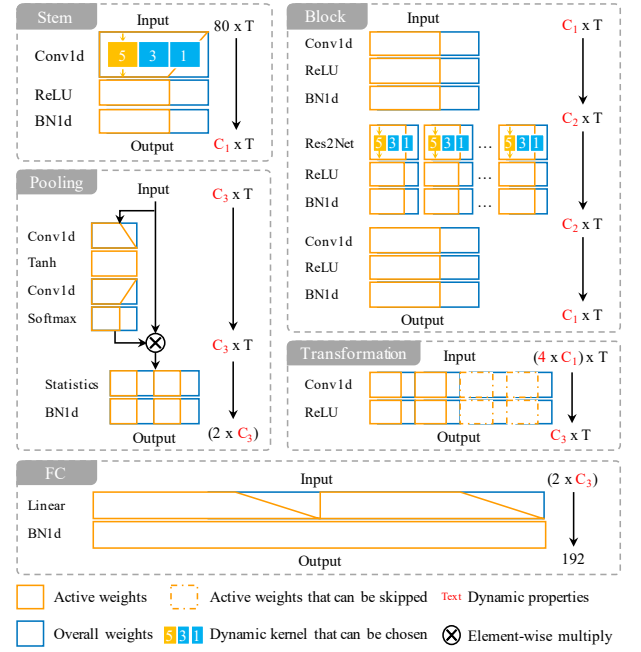 Stem
Input
80 x T
Conv1d
5 3 1
ReLU
BN1d
Output
C1 x T
Pooling
Input
C3 x T
Conv1d
Tanh
Conv1d
Softmax
C3 x T
Statistics
BN1d
Output
(2 x C3)
Block
Input
C1 x T
Conv1d
ReLU
BN1d
C2 x T
Res2Net
5 3 1
5 3 1
...
5 3 1
ReLU
...
BN1d
...
C2 x T
Conv1d
ReLU
BN1d
Output
C1 x T
Transformation
Input
(4 x C1) x T
Conv1d
ReLU
Output
C3 x T
FC
Input
(2 x C3)
Linear
BN1d
Output
192
Active weights
Active weights that can be skipped
Text Dynamic properties
Overall weights
5 3 1 Dynamic kernel that can be chosen
Element-wise multiply